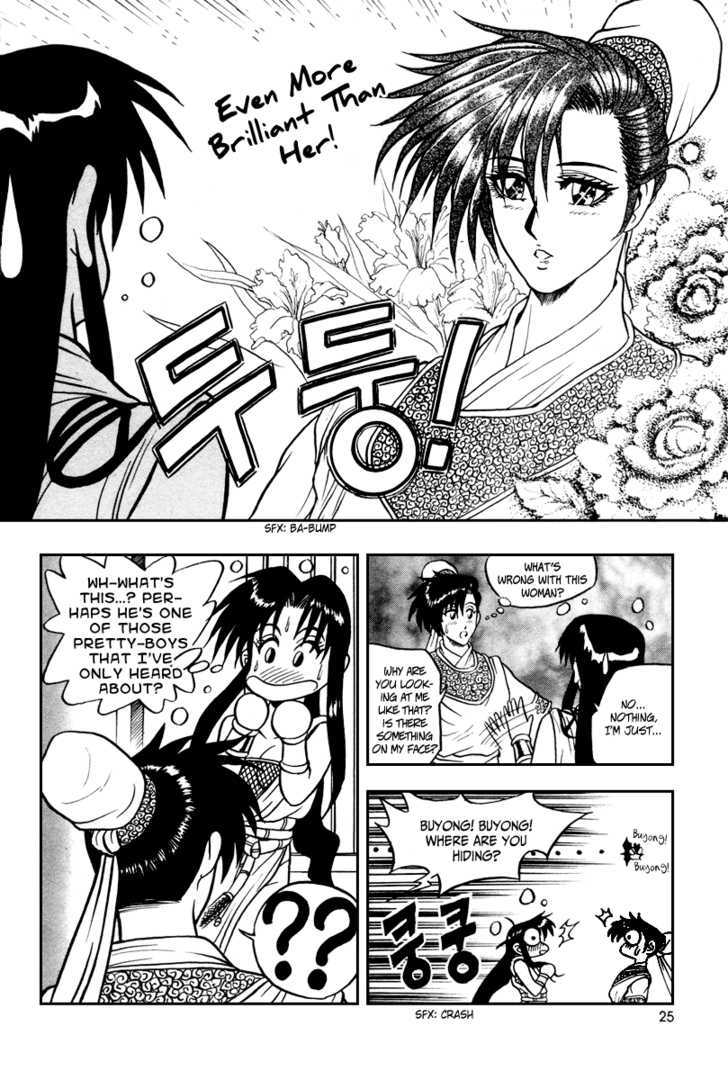 Even More
Brilliant Than
Her!
두둥!
SFX: BA-BUMP
WH-WHAT'S
THIS...? PER-
HAPS HE'S ONE
OF THOSE
PRETTY-BOYS
THAT I'VE
ONLY HEARD
ABOUT?
??
WHAT'S
WRONG WITH THIS
WOMAN?
WHY ARE
YOU LOOK-
ING AT ME
LIKE THAT?
IS THERE
SOMETHING
ON MY FACE?
NO...
NOTHING,
I'M JUST...
BUYONG! BUYONG!
WHERE ARE YOU
HIDING?
Buyong!
Buyong!
쿵쿵
SFX: CRASH
25